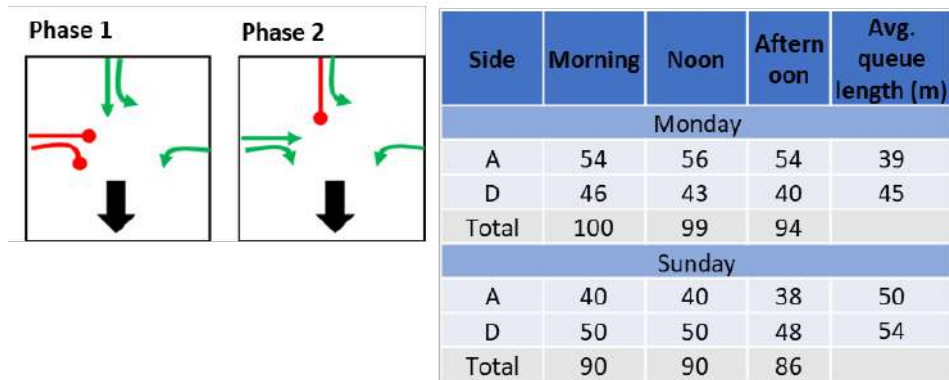 Phase 1
Phase 2
Side Morning Noon Aftern oon Avg. queue length (m)
Monday
A 54 56 54 39
D 46 43 40 45
Total 100 99 94
Sunday
A 40 40 38 50
D 50 50 48 54
Total 90 90 86